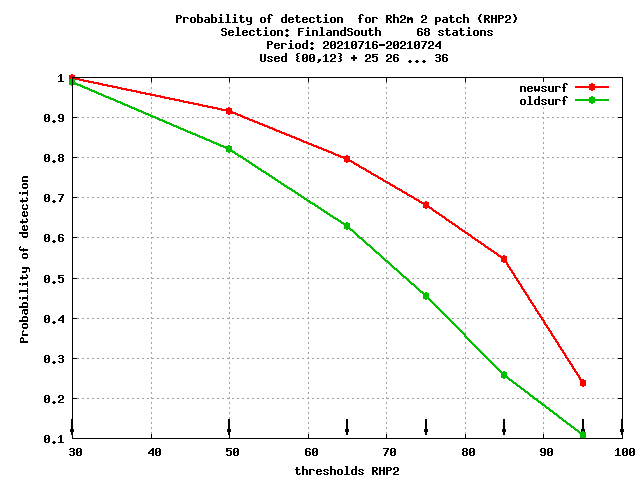 Probability of detection  for Rh2m 2 patch (RHP2)
Selection: FinlandSouth     68 stations
Period: 20210716-20210724
Used {00,12} + 25 26 ... 36
newsurf
oldsurf
1
0.9
0.8
0.7
0.6
0.5
0.4
0.3
0.2
0.1
Probability of detection
30 40 50 60 70 80 90 100
thresholds RHP2